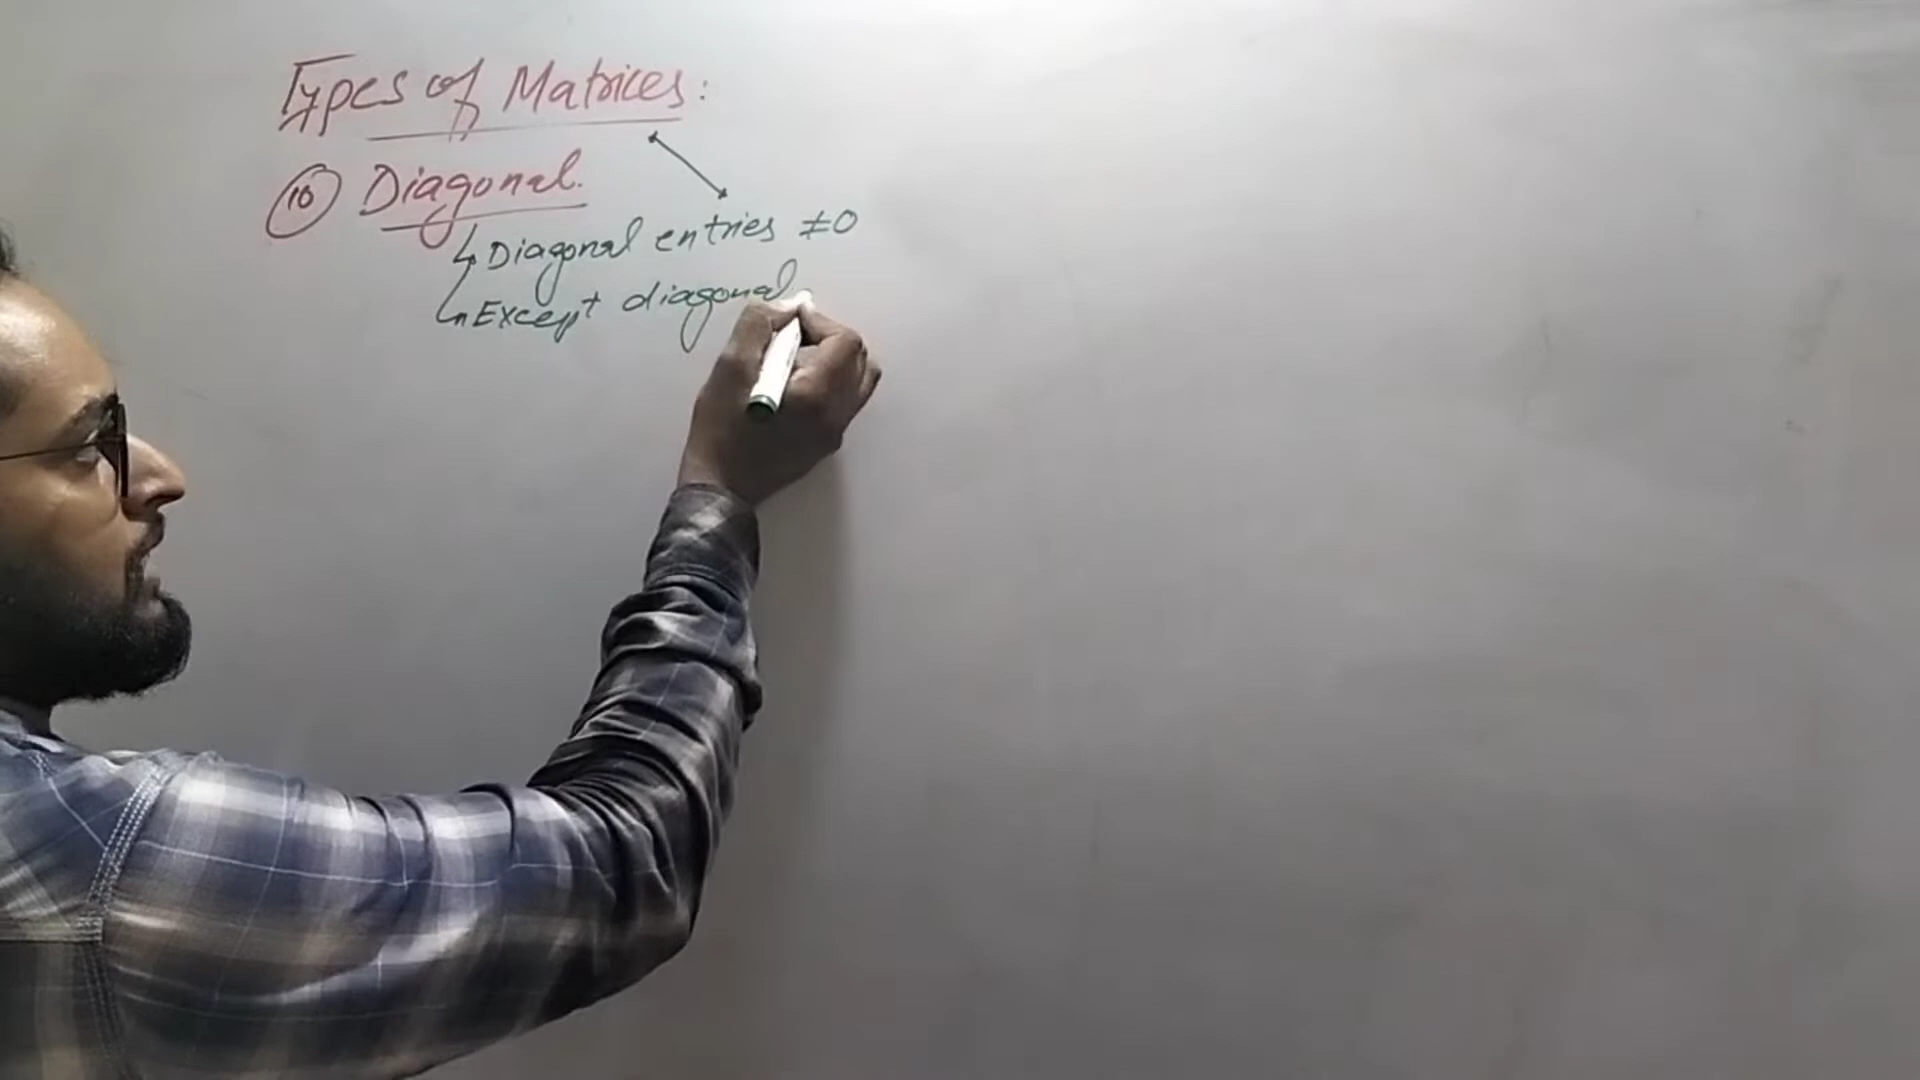 Types of Matrices:
10 Diagonal.
Diagonal entries ≠0
Except diagonal